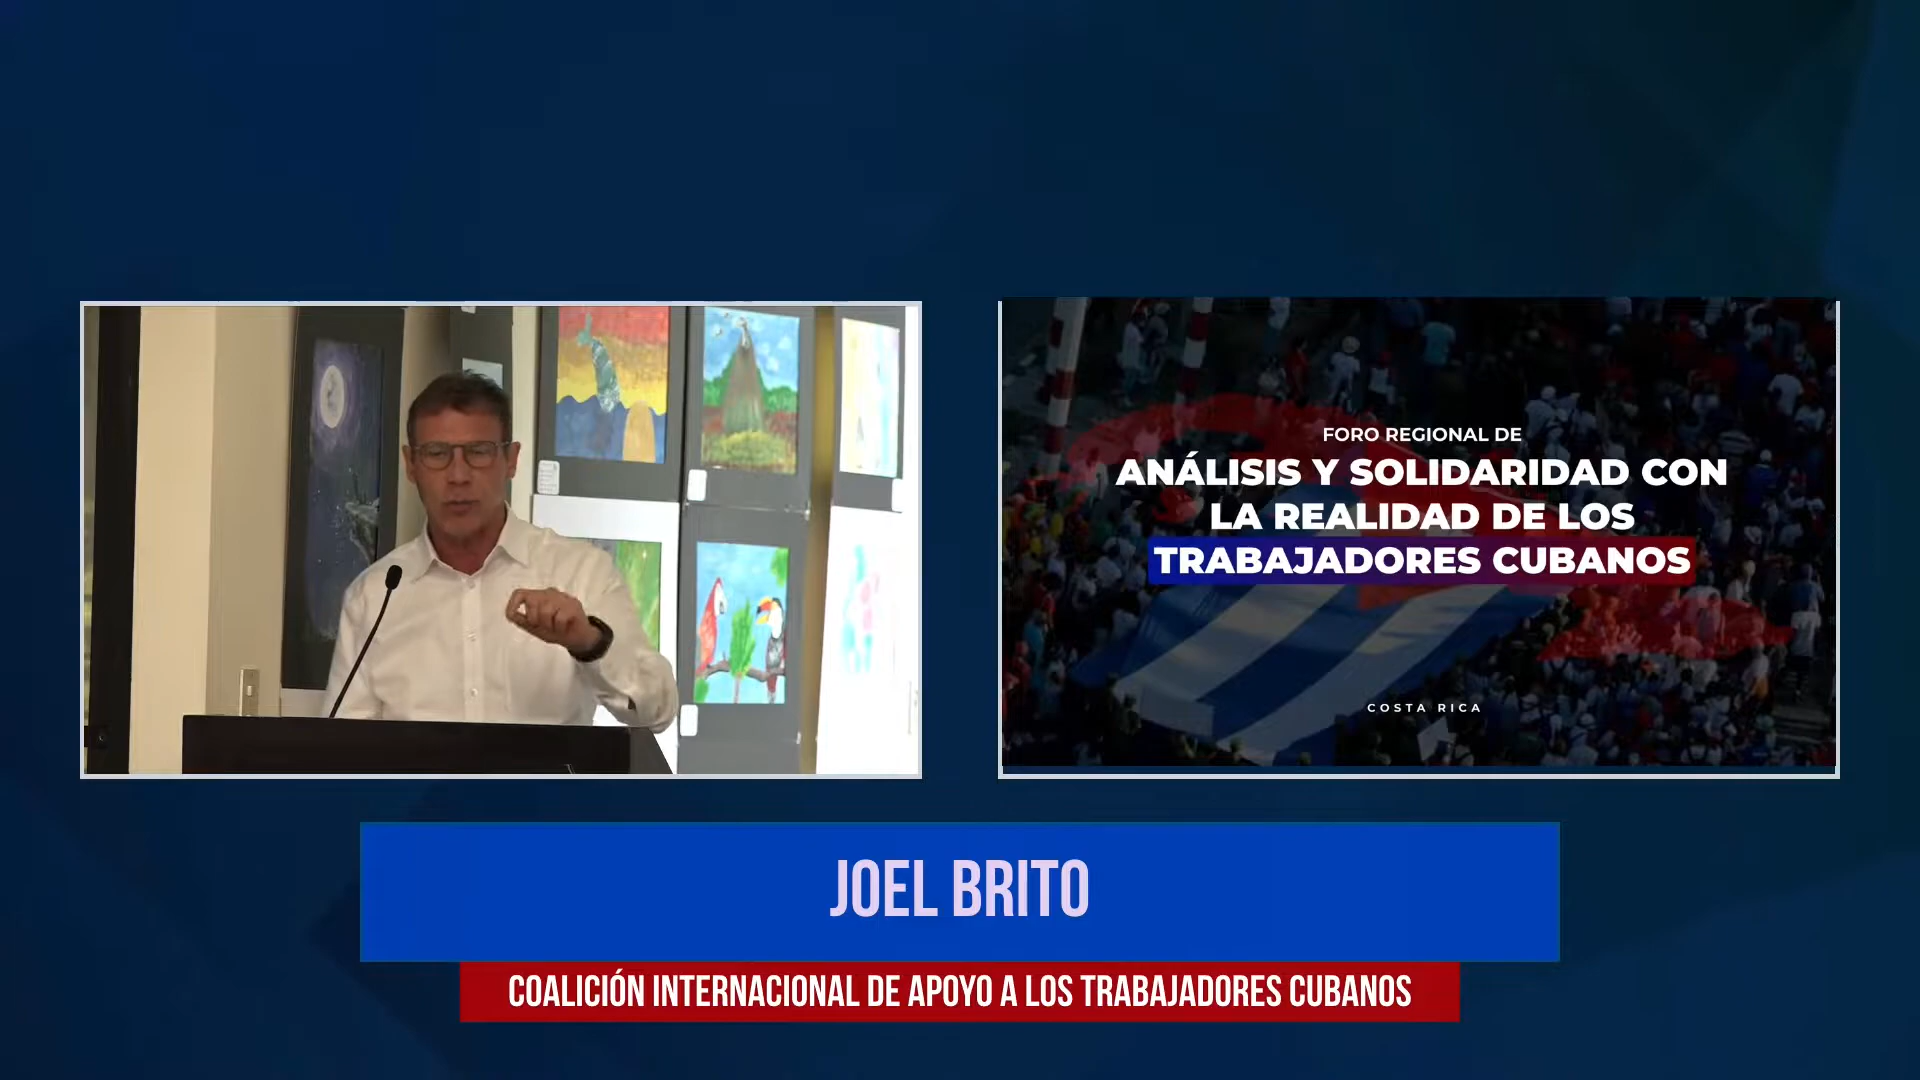 FORO REGIONAL DE
ANÁLISIS Y SOLIDARIDAD CON
LA REALIDAD DE LOS
TRABAJADORES CUBANOS
COSTA RICA
JOEL BRITO
COALICIÓN INTERNACIONAL DE APOYO A LOS TRABAJADORES CUBANOS